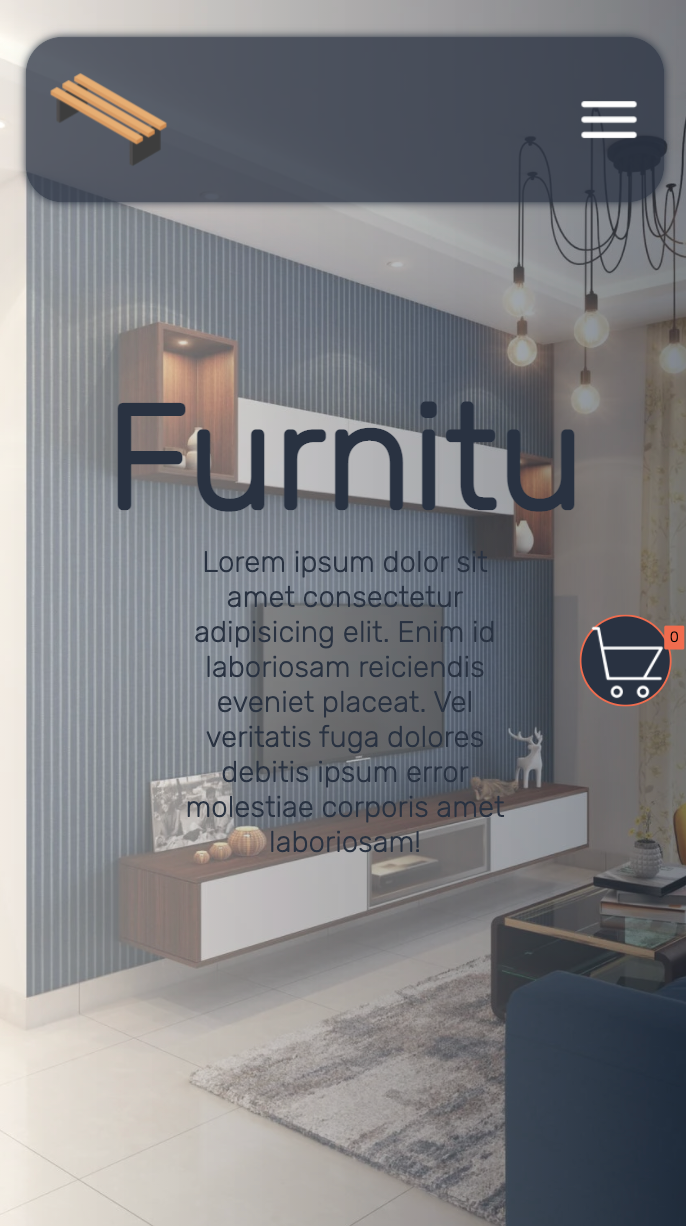 Furnitu
Lorem ipsum dolor sit
amet consectetur
adipisicing elit. Enim id
laboriosam reiciendis
eveniet placeat. Vel
veritatis fuga dolores
debitis ipsum error
molestiae corporis amet
laboriosam!
0